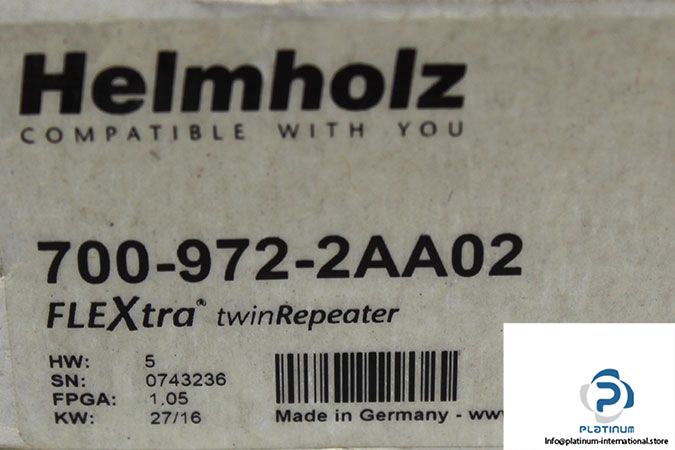 Helmholz
COMPATIBLE WITH YOU
700-972-2AA02
FLEXtra® twinRepeater
HW: 5
SN: 0743236
FPGA: 1.05
KW: 27/16
Made in Germany - www
PLATINUM
Info@platinum-international.store